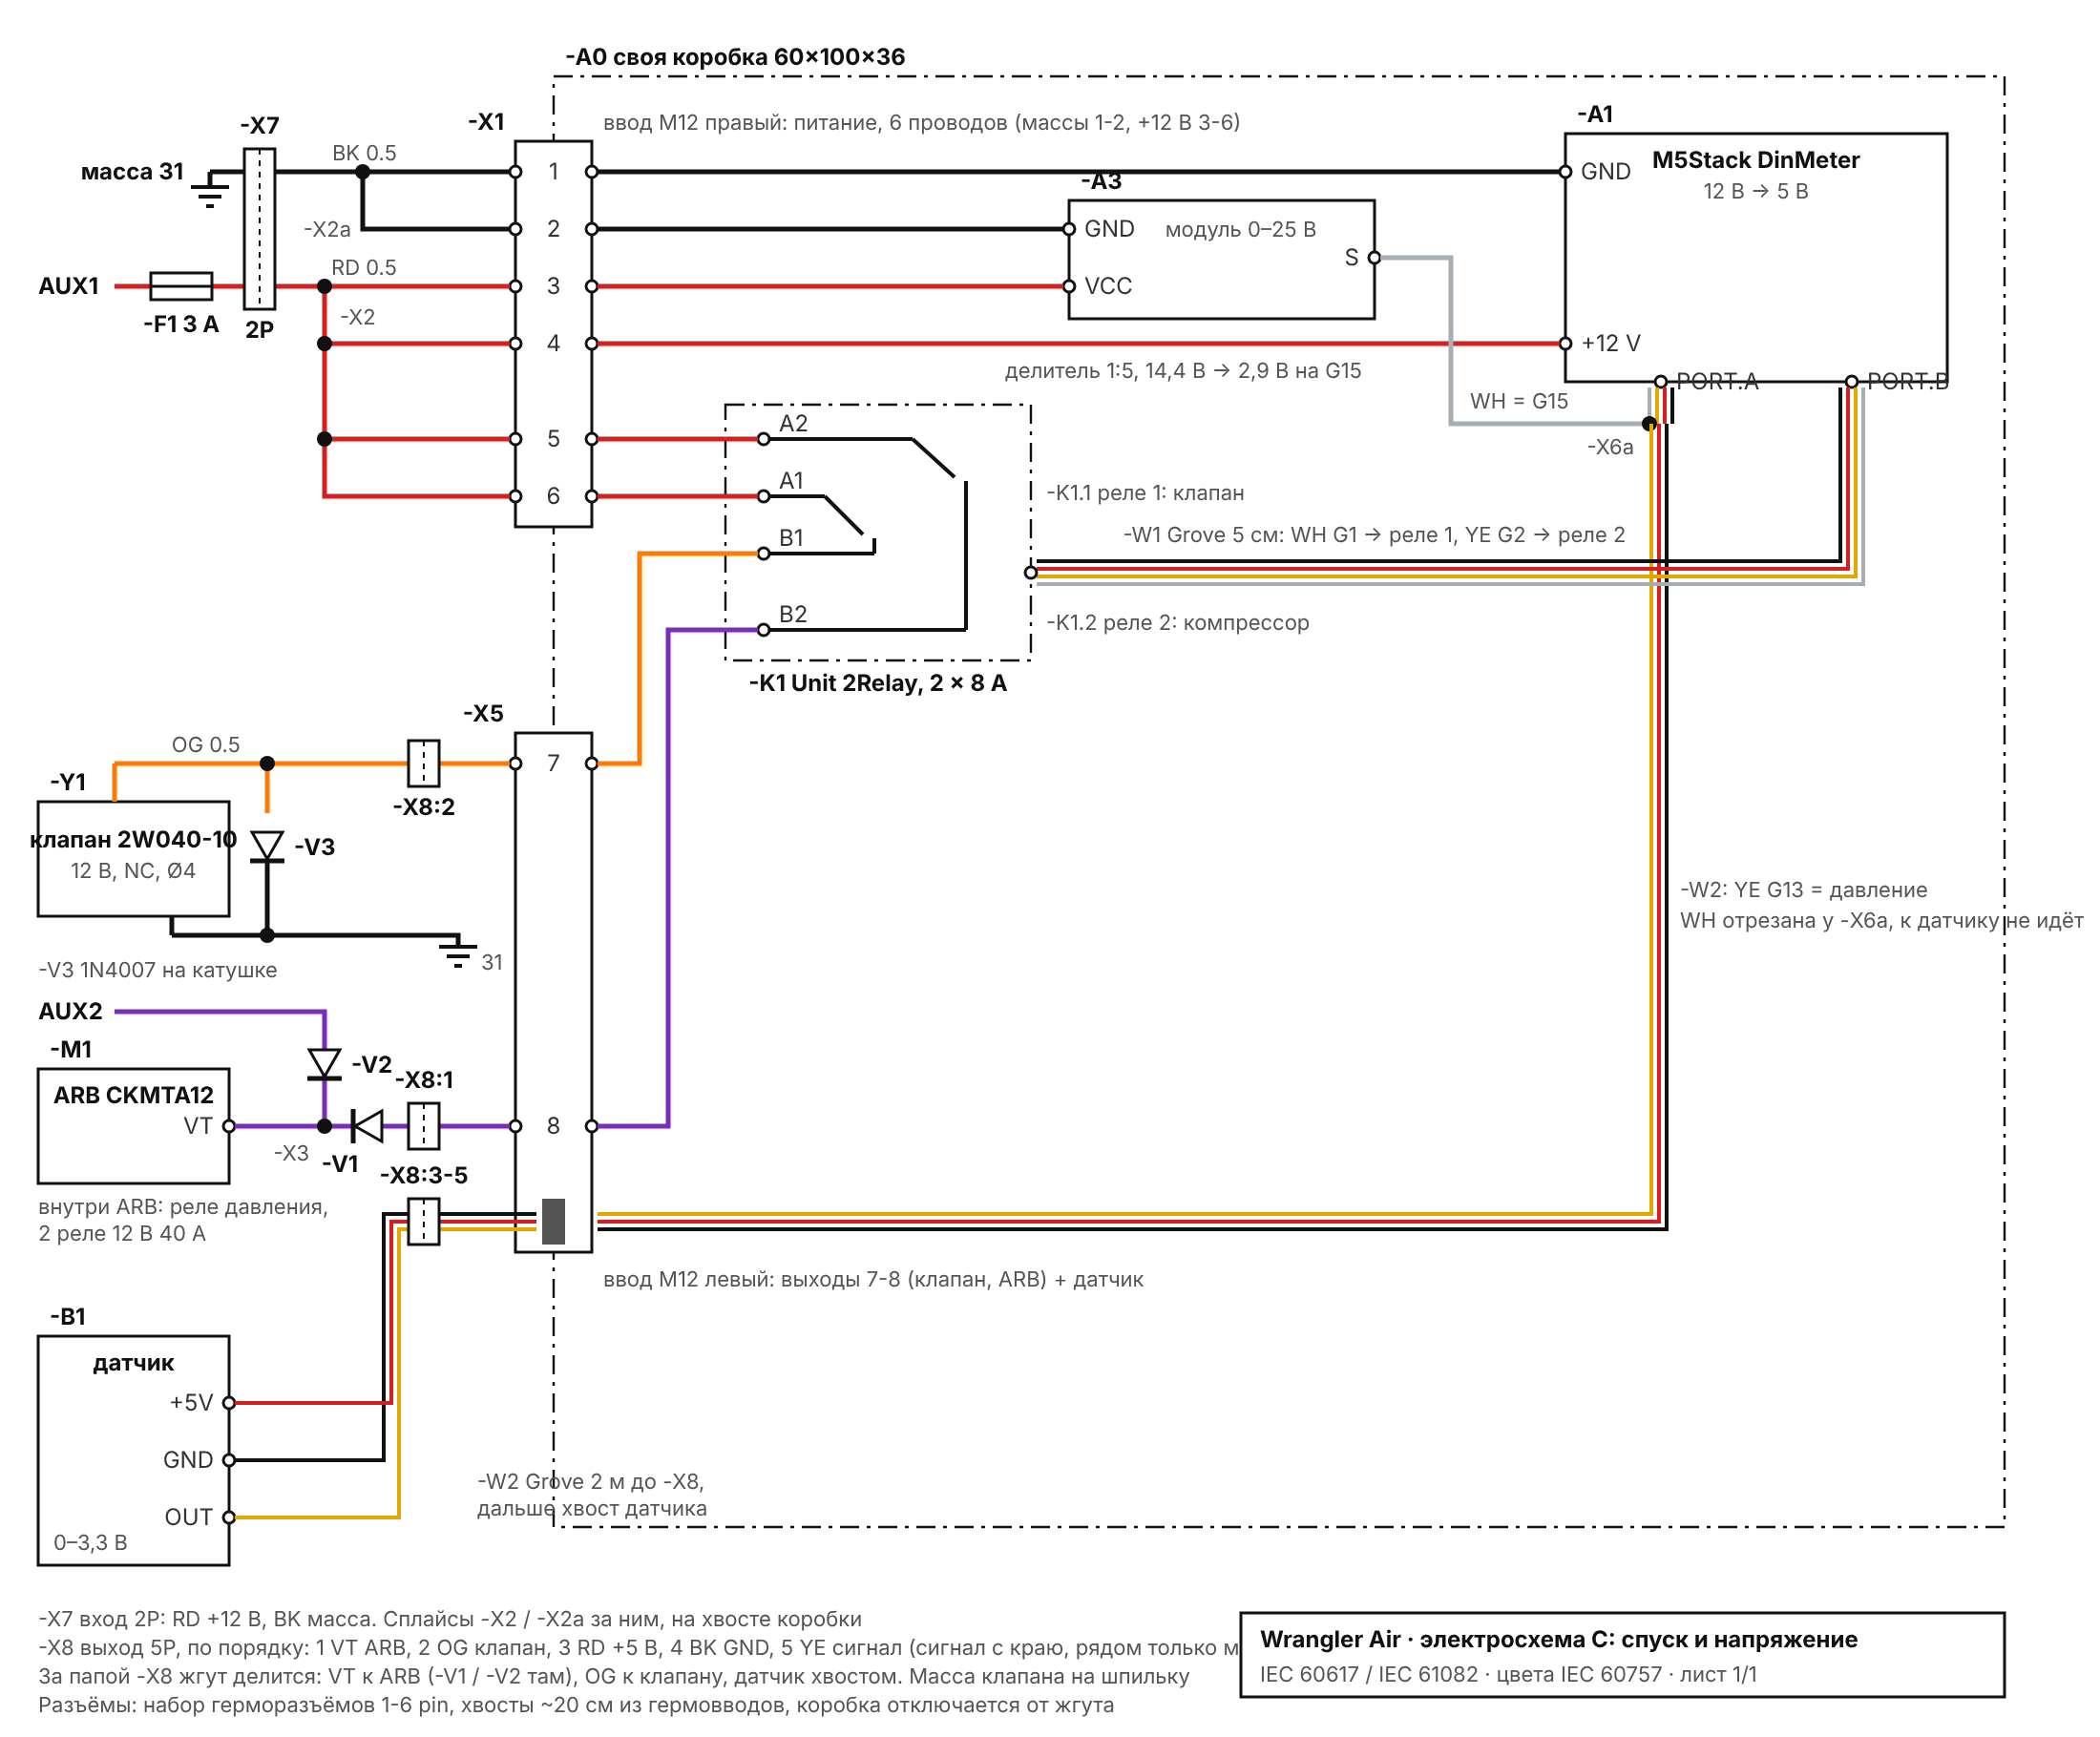 -A0 своя коробка 60×100×36
ввод M12 правый: питание, 6 проводов (массы 1-2, +12 В 3-6)
-X7
-X1
-A1
масса 31
BK 0.5
1
GND
M5Stack DinMeter
12 В → 5 В
-A3
-X2a
2
GND
модуль 0–25 В
S
AUX1
RD 0.5
3
VCC
-F1 3 A
2P
-X2
4
+12 V
делитель 1:5, 14,4 В → 2,9 В на G15
PORT.A
PORT.B
WH = G15
-X6a
A2
5
A1
6
-K1.1 реле 1: клапан
B1
-W1 Grove 5 см: WH G1 → реле 1, YE G2 → реле 2
B2
-K1.2 реле 2: компрессор
-K1 Unit 2Relay, 2 × 8 A
-X5
OG 0.5
7
-Y1
-X8:2
клапан 2W040-10
12 В, NC, Ø4
-V3
-W2: YE G13 = давление
WH отрезана у -X6a, к датчику не идёт
31
-V3 1N4007 на катушке
AUX2
-M1
-V2
-X8:1
ARB CKMTA12
VT
8
-X3
-V1
-X8:3-5
внутри ARB: реле давления,
2 реле 12 В 40 А
ввод M12 левый: выходы 7-8 (клапан, ARB) + датчик
-B1
датчик
+5V
GND
OUT
0–3,3 В
-W2 Grove 2 м до -X8,
дальше хвост датчика
-X7 вход 2P: RD +12 В, BK масса. Сплайсы -X2 / -X2a за ним, на хвосте коробки
-X8 выход 5P, по порядку: 1 VT ARB, 2 OG клапан, 3 RD +5 В, 4 BK GND, 5 YE сигнал (сигнал с краю, рядом только
За папой -X8 жгут делится: VT к ARB (-V1 / -V2 там), OG к клапану, датчик хвостом. Масса клапана на шпильку
Разъёмы: набор герморазъёмов 1-6 pin, хвосты ~20 см из гермовводов, коробка отключается от жгута
Wrangler Air · электросхема C: спуск и напряжение
IEC 60617 / IEC 61082 · цвета IEC 60757 · лист 1/1